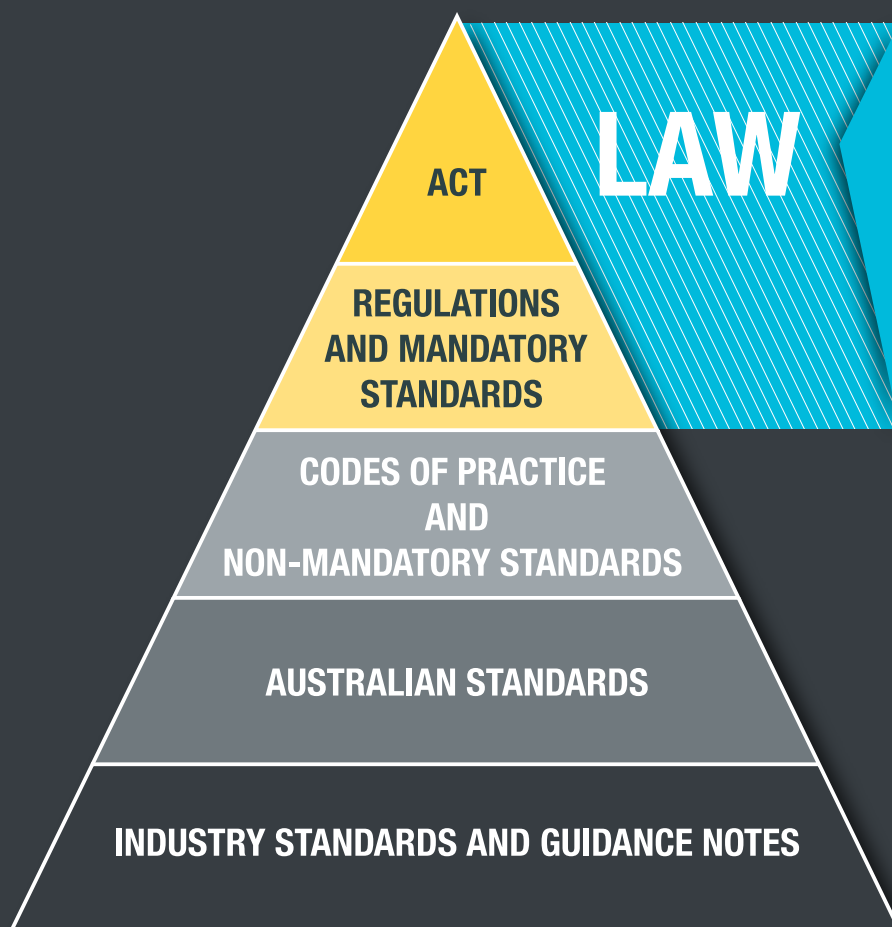 LAW
ACT
REGULATIONS
AND MANDATORY
STANDARDS
CODES OF PRACTICE
AND
NON-MANDATORY STANDARDS
AUSTRALIAN STANDARDS
INDUSTRY STANDARDS AND GUIDANCE NOTES